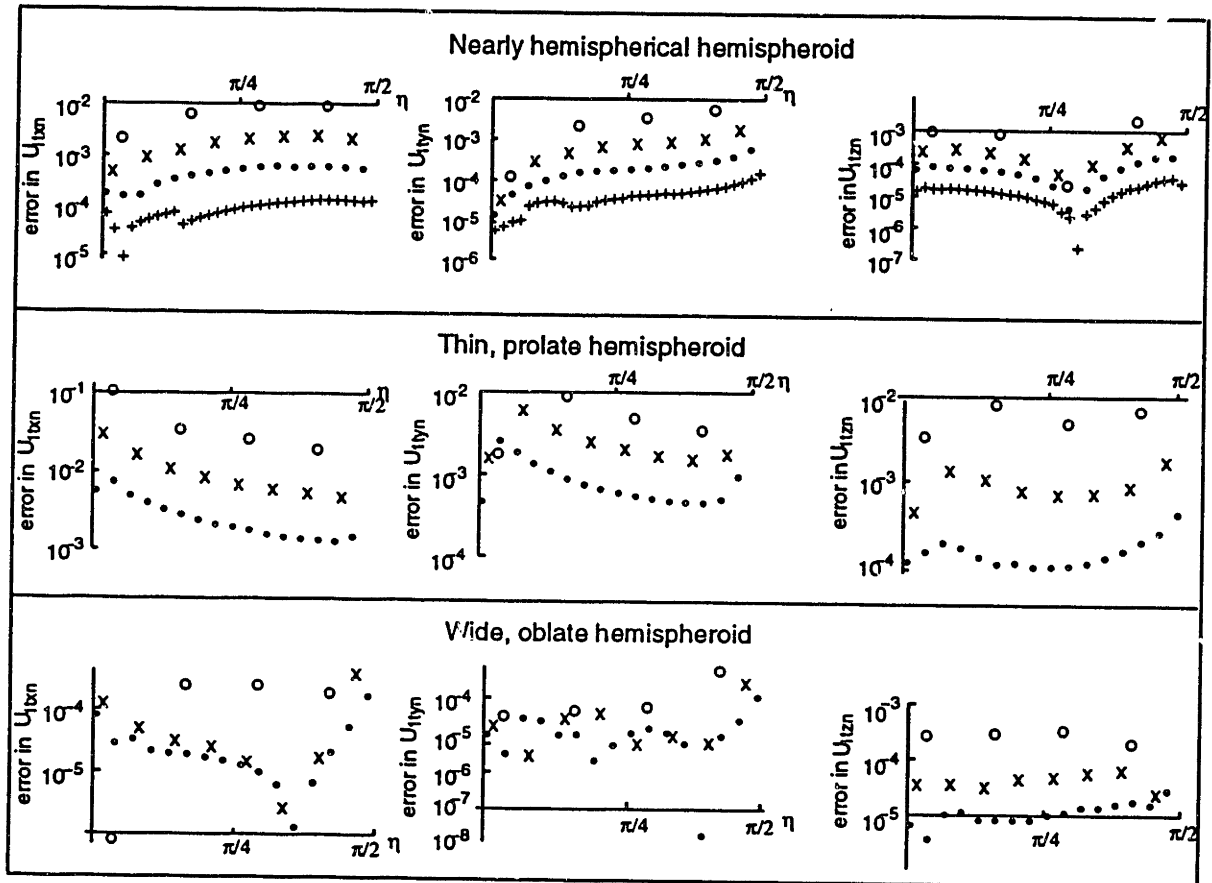 Nearly hemispherical hemispheroid
π/4 π/2 η
10⁻²
10⁻³
10⁻⁴
10⁻⁵
error in U₁txn
π/4 π/2 η
10⁻²
10⁻³
10⁻⁴
10⁻⁵
10⁻⁶
error in U₁tyn
π/4 π/2
10⁻³
10⁻⁴
10⁻⁵
10⁻⁶
10⁻⁷
error in U₁tzn
Thin, prolate hemispheroid
10⁻¹
10⁻²
10⁻³
π/4 π/2 η
error in U₁txn
π/4 π/2 η
10⁻²
10⁻³
10⁻⁴
error in U₁tyn
π/4 π/2
10⁻²
10⁻³
10⁻⁴
error in U₁tzn
Wide, oblate hemispheroid
10⁻⁴
10⁻⁵
π/4 π/2 η
error in U₁txn
10⁻⁴
10⁻⁵
10⁻⁶
10⁻⁷
10⁻⁸
π/4 π/2 η
error in U₁tyn
10⁻³
10⁻⁴
10⁻⁵
π/4 π/2
error in U₁tzn